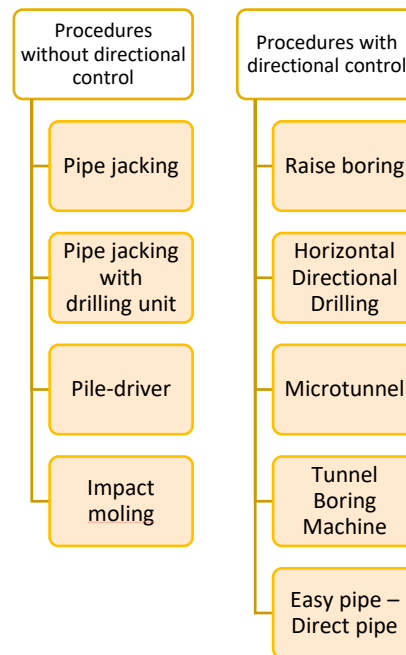 Procedures
without directional
control
Pipe jacking
Pipe jacking
with
drilling unit
Pile-driver
Impact
moling
Procedures with
directional control
Raise boring
Horizontal
Directional
Drilling
Microtunnel
Tunnel
Boring
Machine
Easy pipe –
Direct pipe